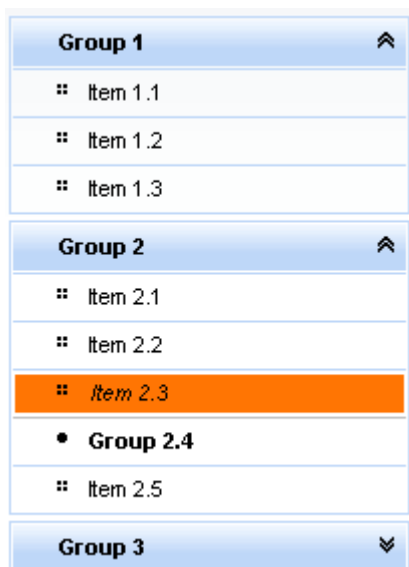 Group 1
Item 1.1
Item 1.2
Item 1.3
Group 2
Item 2.1
Item 2.2
Item 2.3
Group 2.4
Item 2.5
Group 3